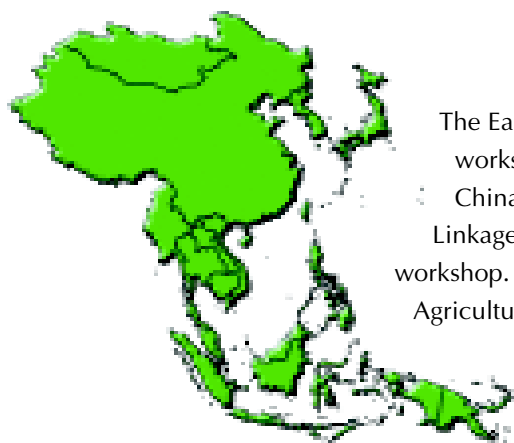 The Ea
works
China
Linkage
workshop.
Agricultu